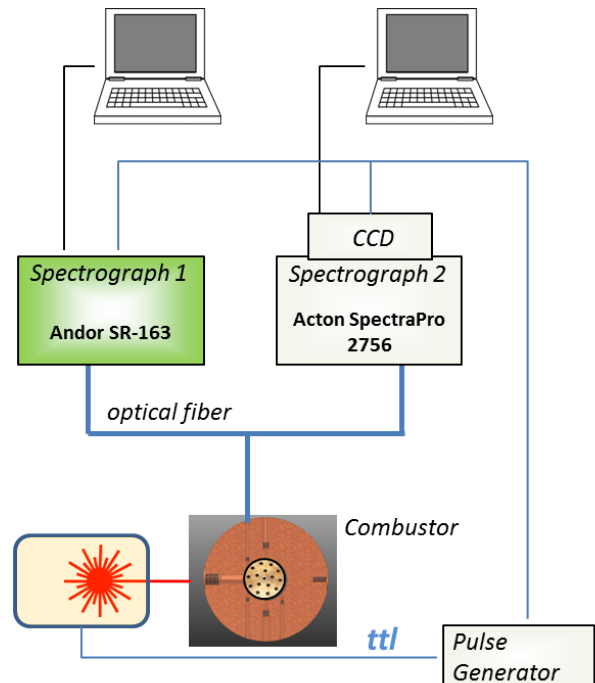 CCD
Spectrograph 1
Andor SR-163
Spectrograph 2
Acton SpectraPro
2756
optical fiber
Combustor
ttl
Pulse
Generator